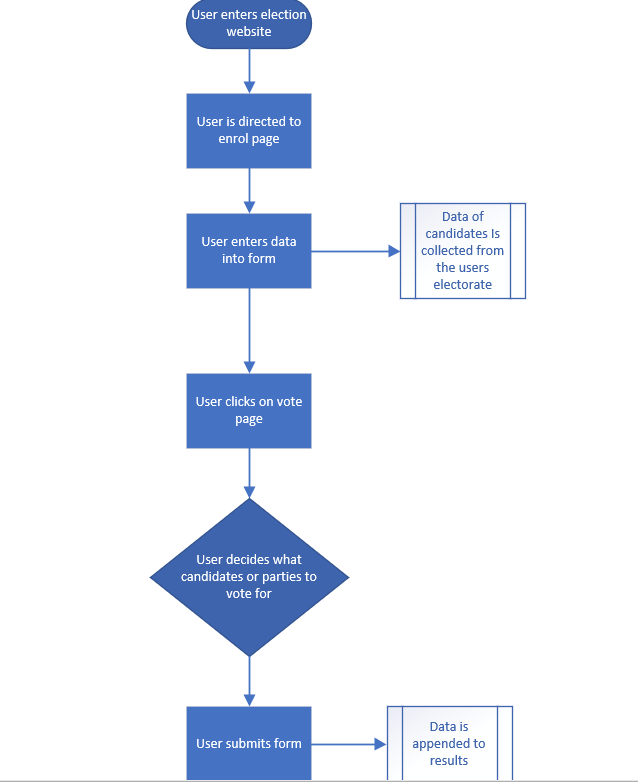 User enters election
website
User is directed to
enrol page
User enters data
into form
Data of
candidates Is
collected from
the users
electorate
User clicks on vote
page
User decides what
candidates or parties to
vote for
User submits form
Data is
appended to
results